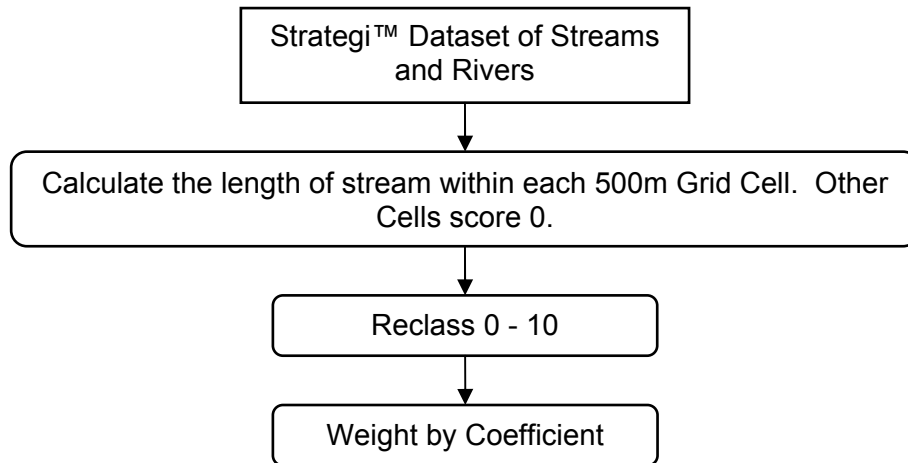 Strategi™ Dataset of Streams
and Rivers
Calculate the length of stream within each 500m Grid Cell.  Other
Cells score 0.
Reclass 0 - 10
Weight by Coefficient